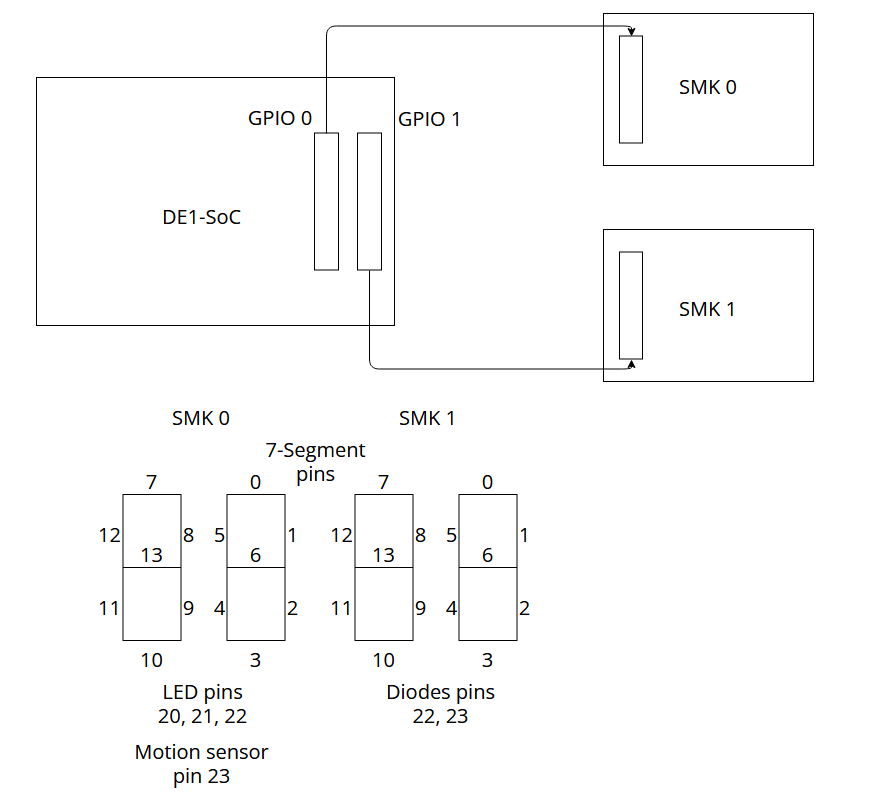 SMK 0
GPIO 0
GPIO 1
DE1-SoC
SMK 1
SMK 0
SMK 1
7-Segment
pins
7
0
7
0
12
8
5
1
12
8
5
1
13
6
13
6
11
9
4
2
11
9
4
2
10
3
10
3
LED pins
20, 21, 22
Diodes pins
22, 23
Motion sensor
pin 23